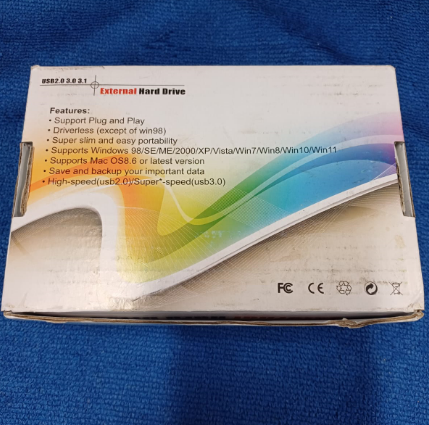 USB2.0 3.0 3.1
External Hard Drive
Features:
• Support Plug and Play
• Driverless (except of win98)
• Super slim and easy portability
• Supports Windows 98/SE/ME/2000/XP/Vista/Win7/Win8/Win10/Win11
• Supports Mac OS8.6 or latest version
• Save and backup your important data
• High-speed(usb2.0)/Super*-speed(usb3.0)
FC CE